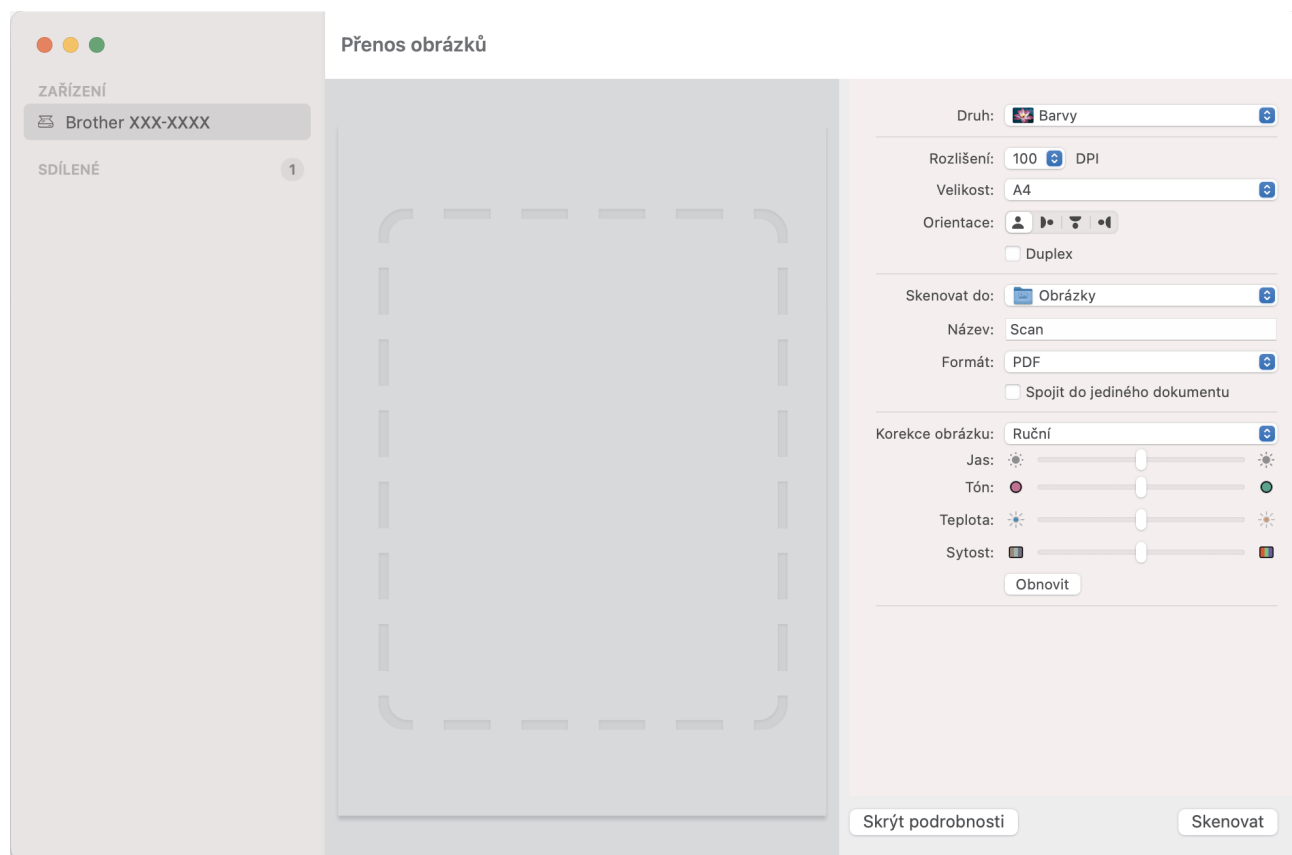 Přenos obrázků
ZAŘÍZENÍ
Brother XXX-XXXX
SDÍLENÉ 1
Druh: Barvy
Rozlišení: 100 DPI
Velikost: A4
Orientace:
Duplex
Skenovat do: Obrázky
Název: Scan
Formát: PDF
Spojit do jediného dokumentu
Korekce obrázku: Ruční
Jas:
Tón:
Teplota:
Sytost:
Obnovit
Skrýt podrobnosti Skenovat